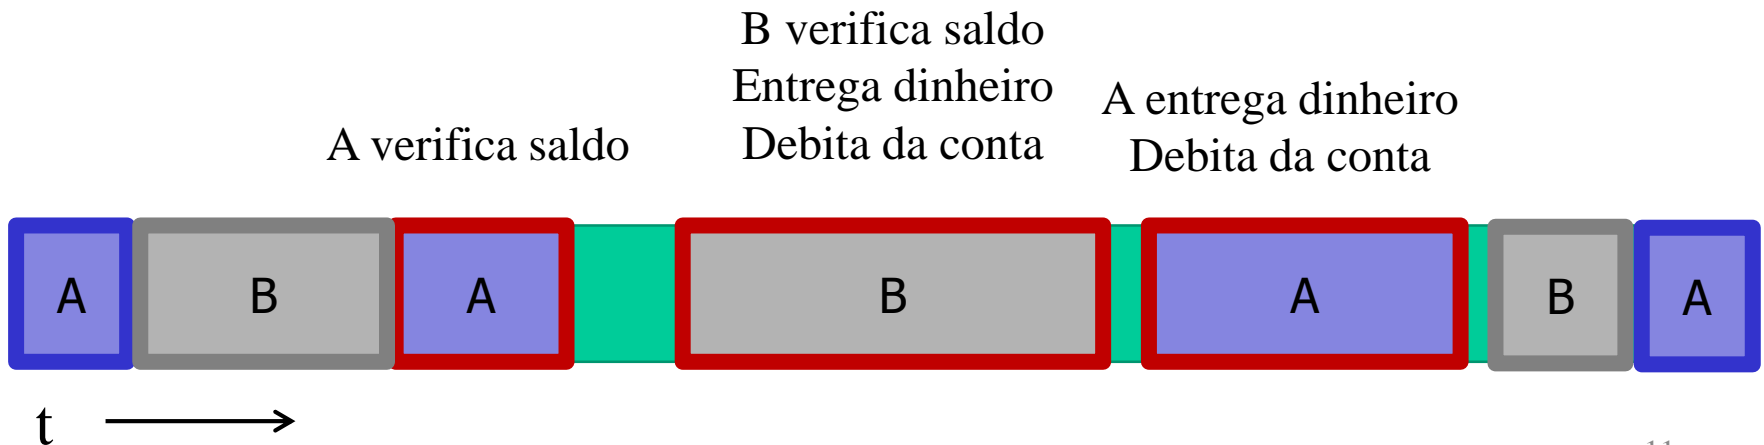 B verifica saldo
Entrega dinheiro
Debita da conta
A entrega dinheiro
Debita da conta
A verifica saldo
A
B
A
B
A
B
A
t